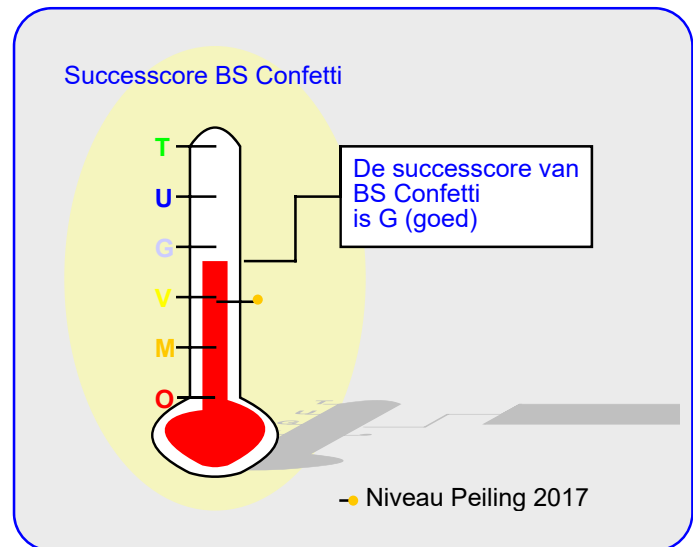 Successcore BS Confetti
T
U
G
V
M
O
De successcore van
BS Confetti
is G (goed)
Niveau Peiling 2017